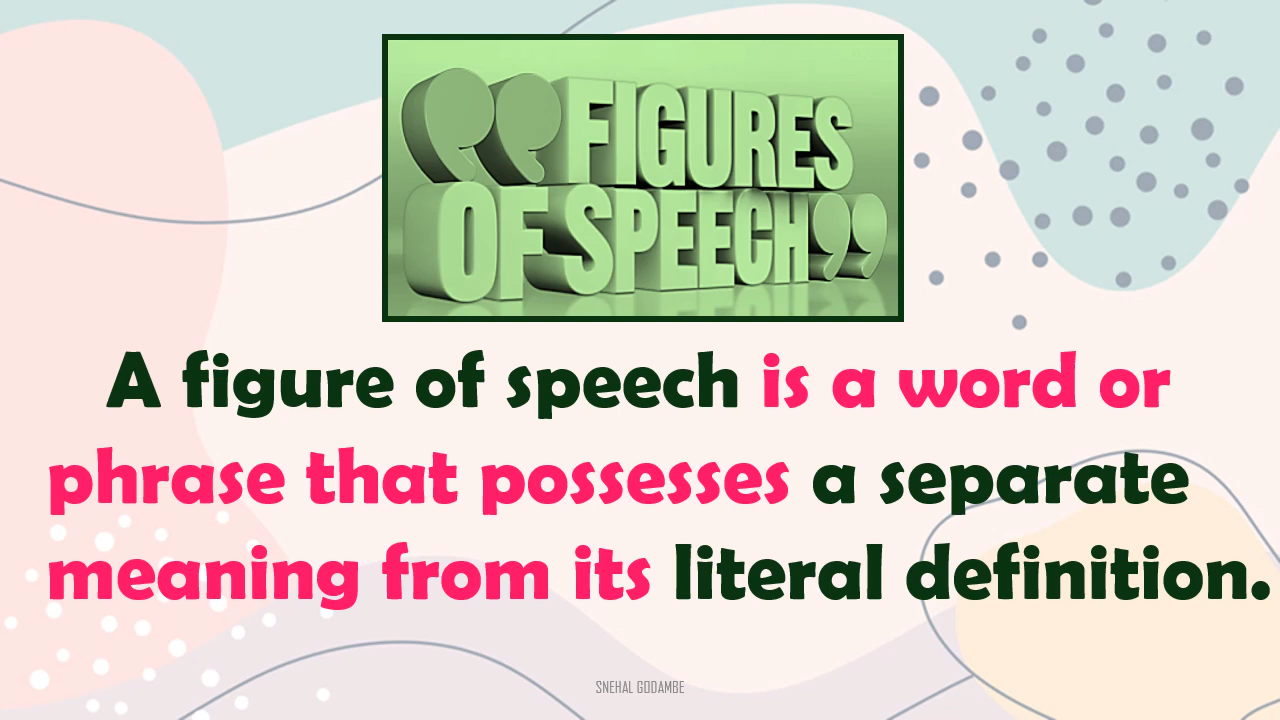 “FIGURES
OF SPEECH”
A figure of speech is a word or
phrase that possesses a separate
meaning from its literal definition.
SNEHAL GODAMBE